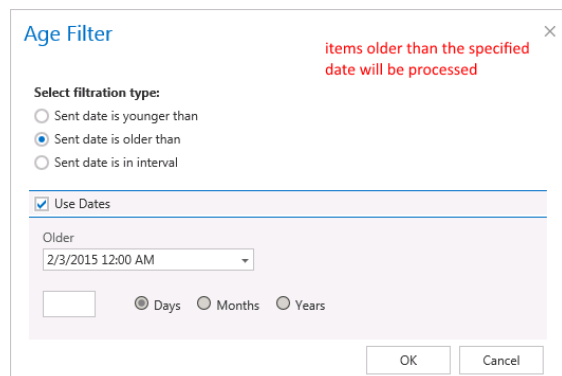 Age Filter
items older than the specified
date will be processed
Select filtration type:
Sent date is younger than
Sent date is older than
Sent date is in interval
Use Dates
Older
2/3/2015 12:00 AM
Days Months Years
OK Cancel